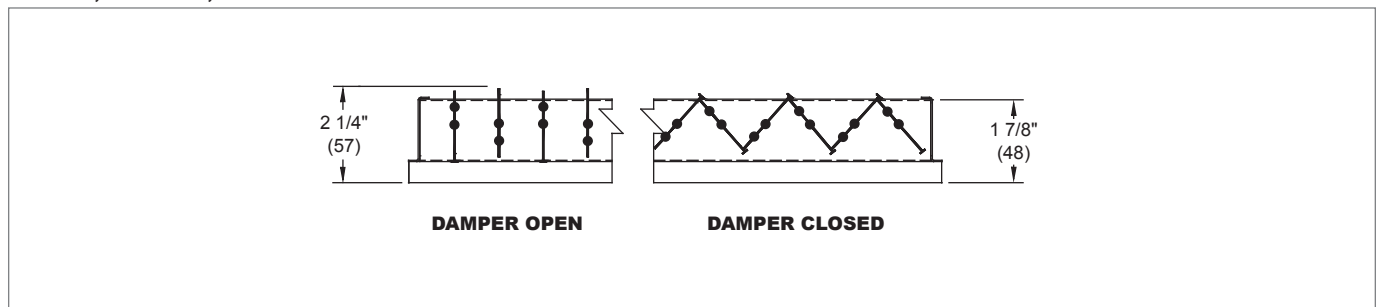 2 1/4"
(57)
1 7/8"
(48)
DAMPER OPEN
DAMPER CLOSED